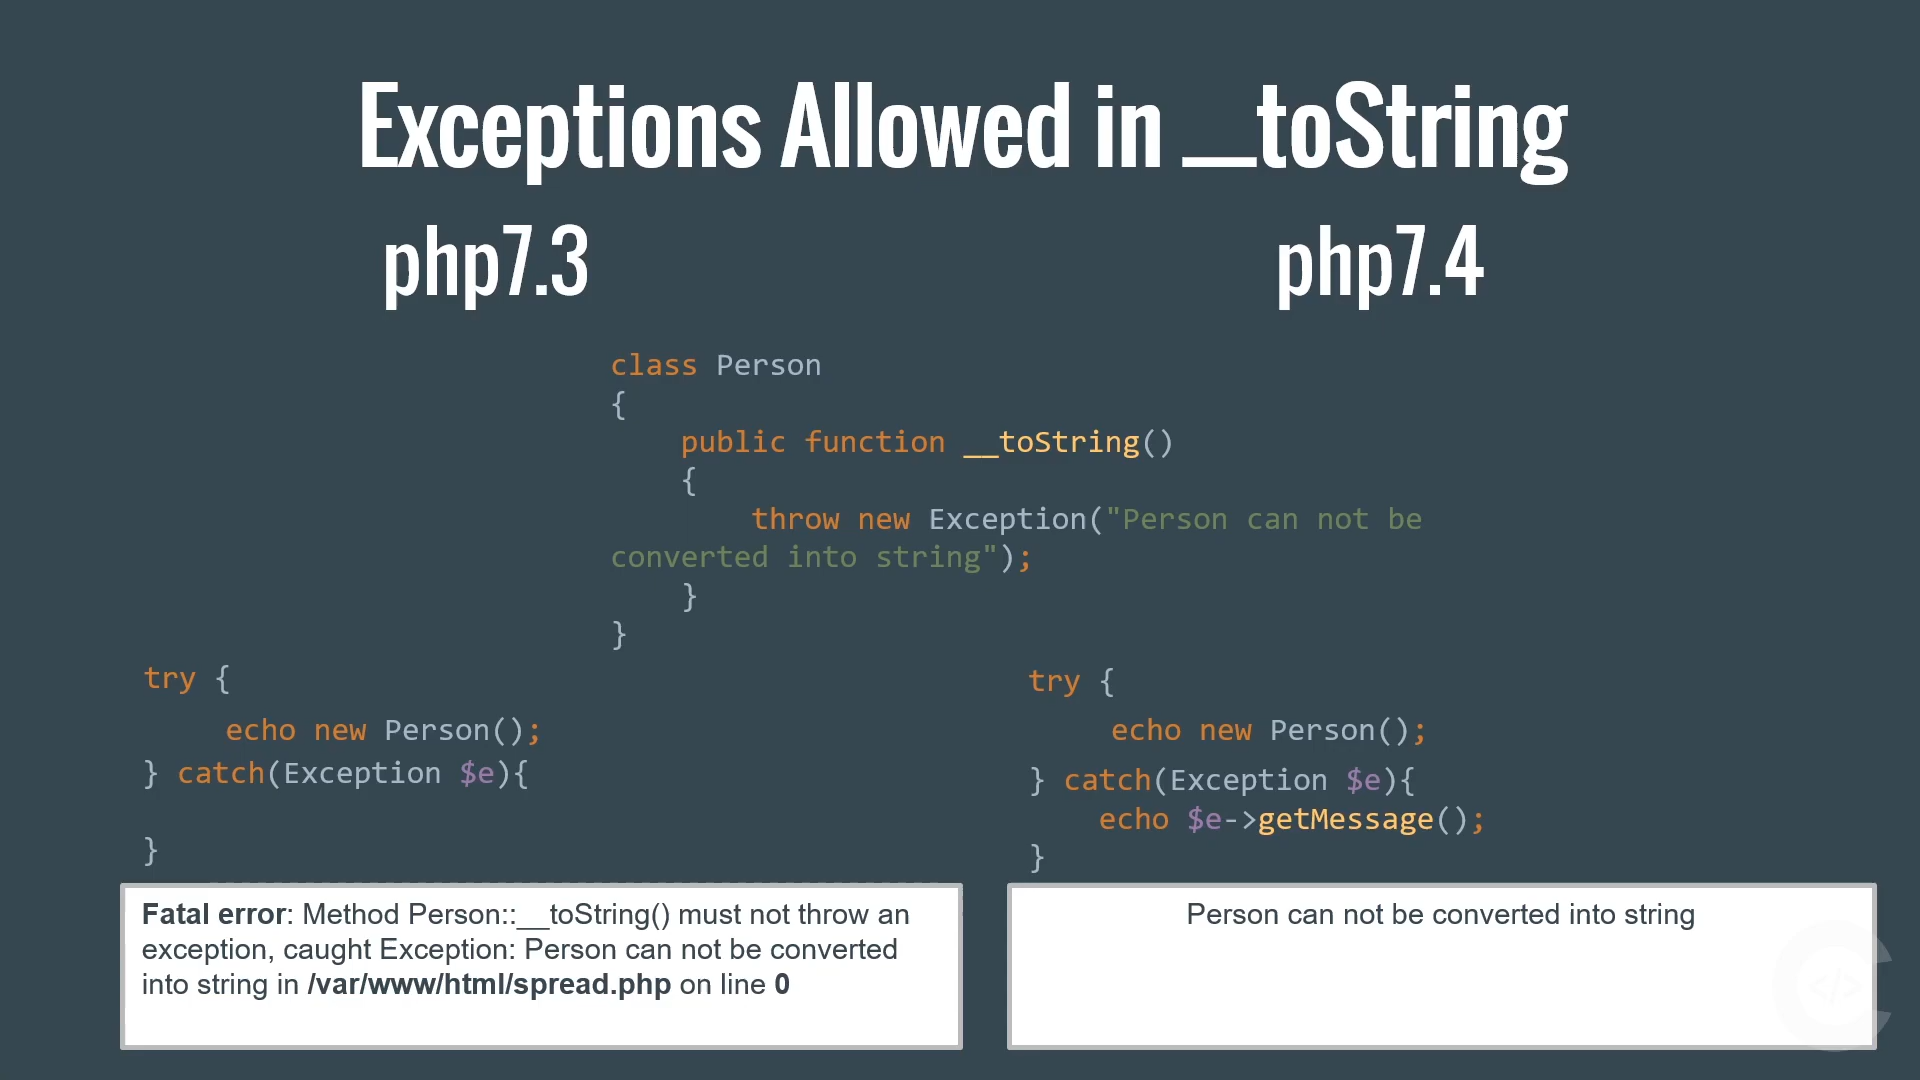 Exceptions Allowed in __toString
php7.3
php7.4
class Person
{
    public function __toString()
    {
        throw new Exception("Person can not be
converted into string");
    }
}
try {
    echo new Person();
} catch(Exception $e){

}
try {
    echo new Person();
} catch(Exception $e){
    echo $e->getMessage();
}
Fatal error: Method Person::__toString() must not throw an
exception, caught Exception: Person can not be converted
into string in /var/www/html/spread.php on line 0
Person can not be converted into string